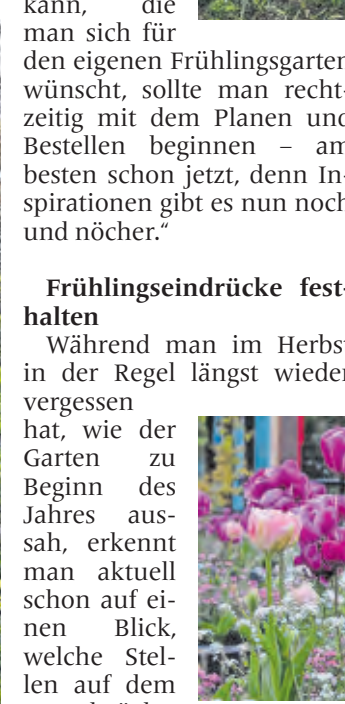 kann, die
man sich für
den eigenen Frühlingsgarten
wünscht, sollte man recht-
zeitig mit dem Planen und
Bestellen beginnen – am
besten schon jetzt, denn In-
spirationen gibt es nun noch
und nöcher.“
Frühlingseindrücke fest-
halten
Während man im Herbst
in der Regel längst wieder
vergessen
hat, wie der
Garten zu
Beginn des
Jahres aus-
sah, erkennt
man aktuell
schon auf ei-
nen Blick,
welche Stel-
len auf dem